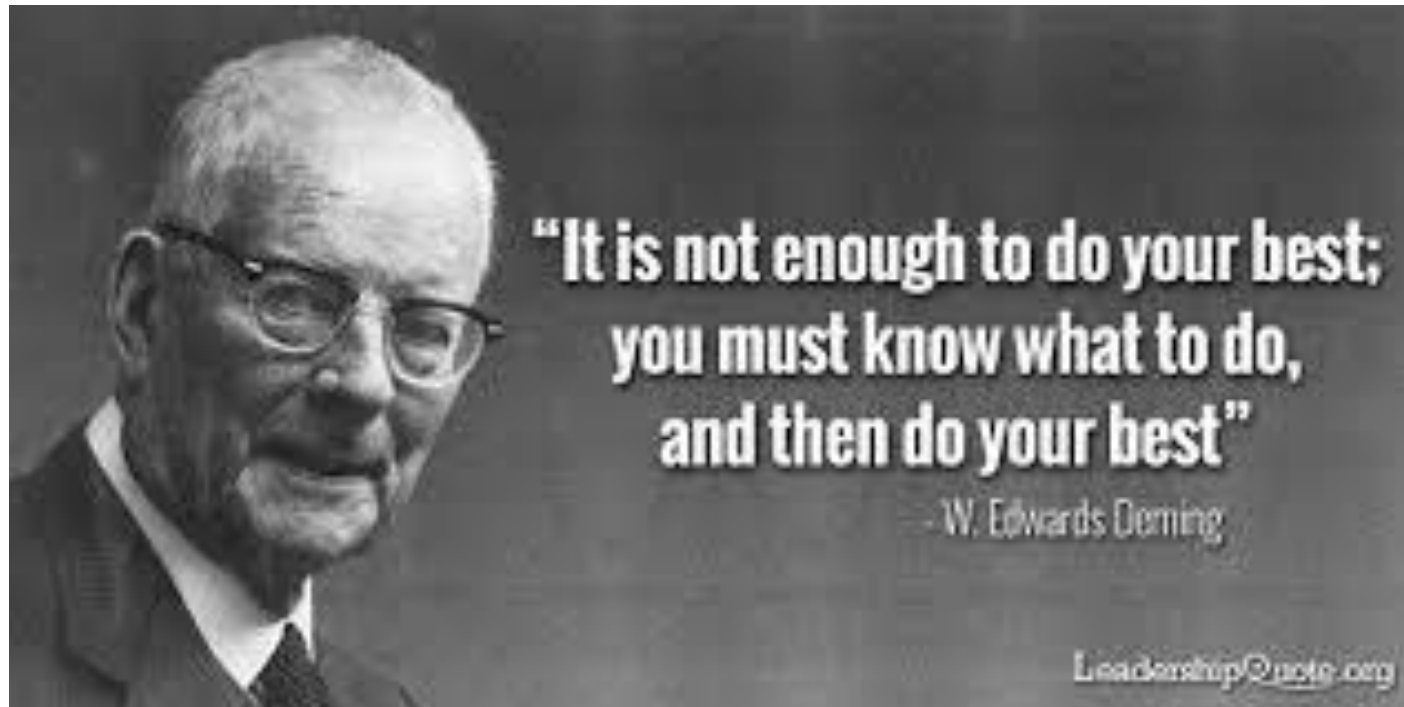 “It is not enough to do your best;
you must know what to do,
and then do your best”
- W. Edwards Deming
LeadershipQuote.org